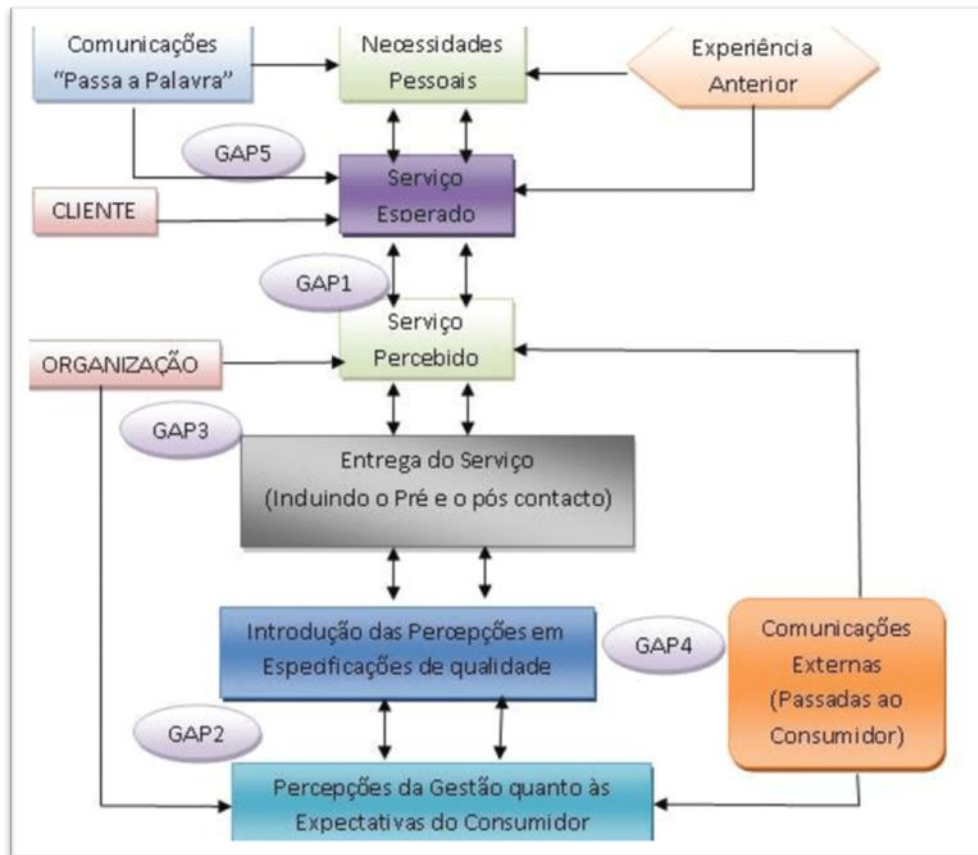 Comunicações
“Passa a Palavra”
Necessidades
Pessoais
Experiência
Anterior
GAP5
Serviço
Esperado
CLIENTE
GAP1
Serviço
Percebido
ORGANIZAÇÃO
GAP3
Entrega do Serviço
(Induindo o Pré e o pós contacto)
Introdução das Percepções em
Especificações de qualidade
GAP4
Comunicações
Externas
(Passadas ao
Consumidor)
GAP2
Percepções da Gestão quanto às
Expectativas do Consumidor